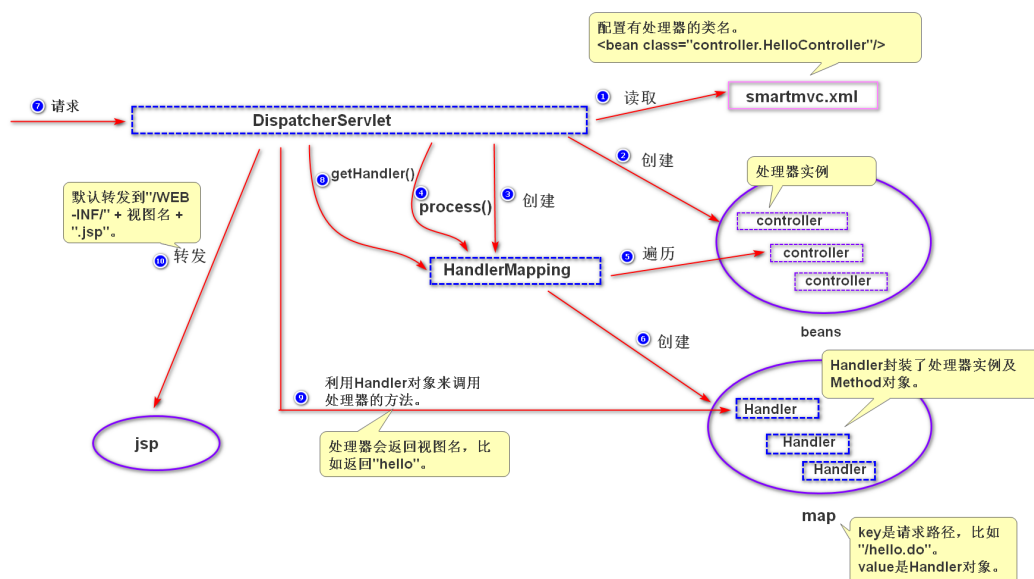 配置有处理器的类名。
<bean class="controller.HelloController"/>
7 请求
1 读取
smartmvc.xml
DispatcherServlet
2 创建
处理器实例
8 getHandler()
4 process()
3 创建
默认转发到"/WEB
-INF/" + 视图名 +
".jsp"。
10 转发
controller
controller
controller
5 遍历
HandlerMapping
beans
6 创建
Handler封装了处理器实例及
Method对象。
9 利用Handler对象来调用
处理器的方法。
Handler
Handler
Handler
jsp
处理器会返回视图名，比
如返回"hello"。
map
key是请求路径，比如
"/hello.do"。
value是Handler对象。